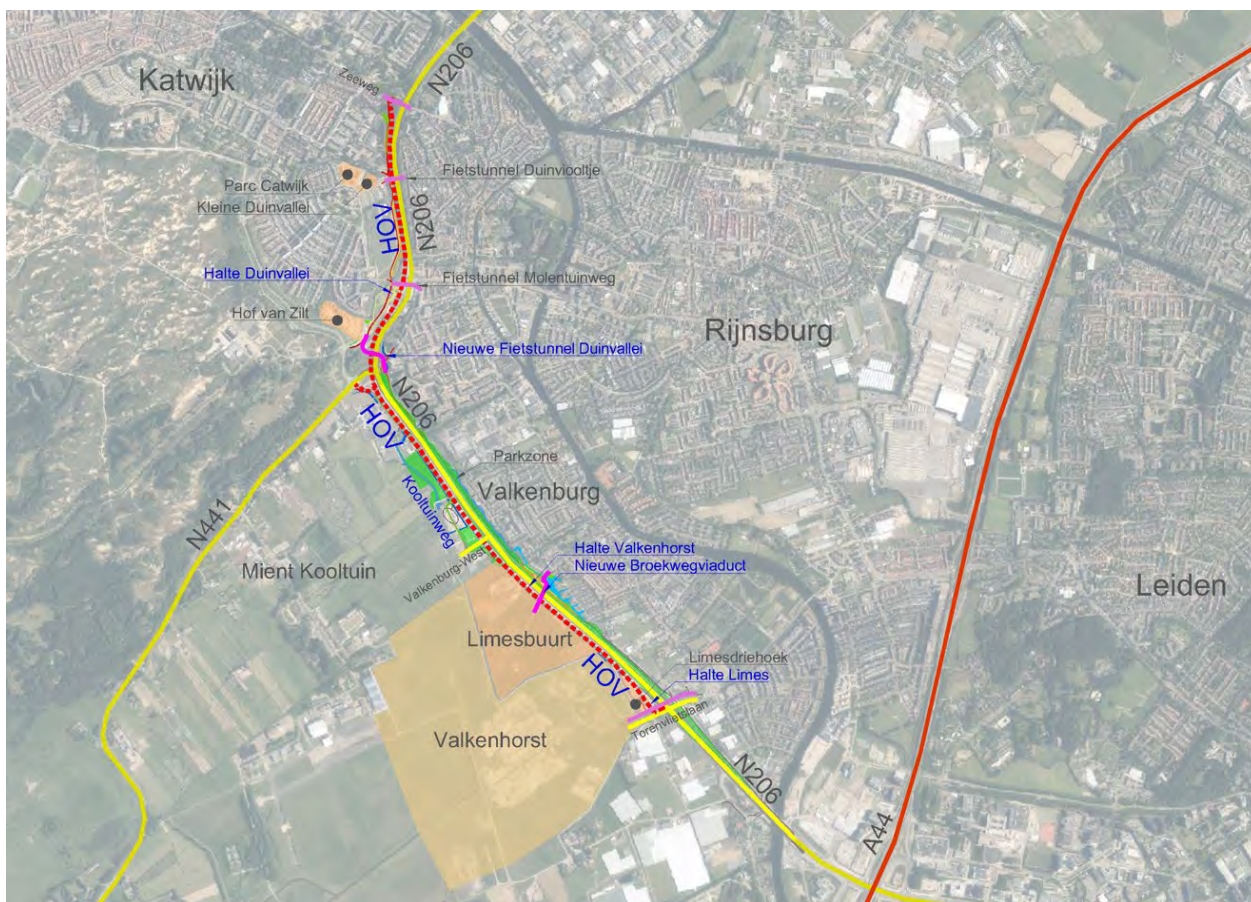 Katwijk
Zeeweg
N206
Fietstunnel Duinviooltje
Parc Catwijk
Kleine Duinvallei
HOV
N206
Halte Duinvallei
Fietstunnel Molentuinweg
Hof van Zilt
Rijnsburg
Nieuwe Fietstunnel Duinvallei
N206
HOV
Parkzone
Valkenburg
Kooltuinweg
N441
Mient Kooltuin
Valkenburg-West
Halte Valkenhorst
Nieuwe Broekwegviaduct
Leiden
Limesbuurt
Limesdriehoek
Halte Limes
HOV
Torenvlietslaan
Valkenhorst
N206
A44